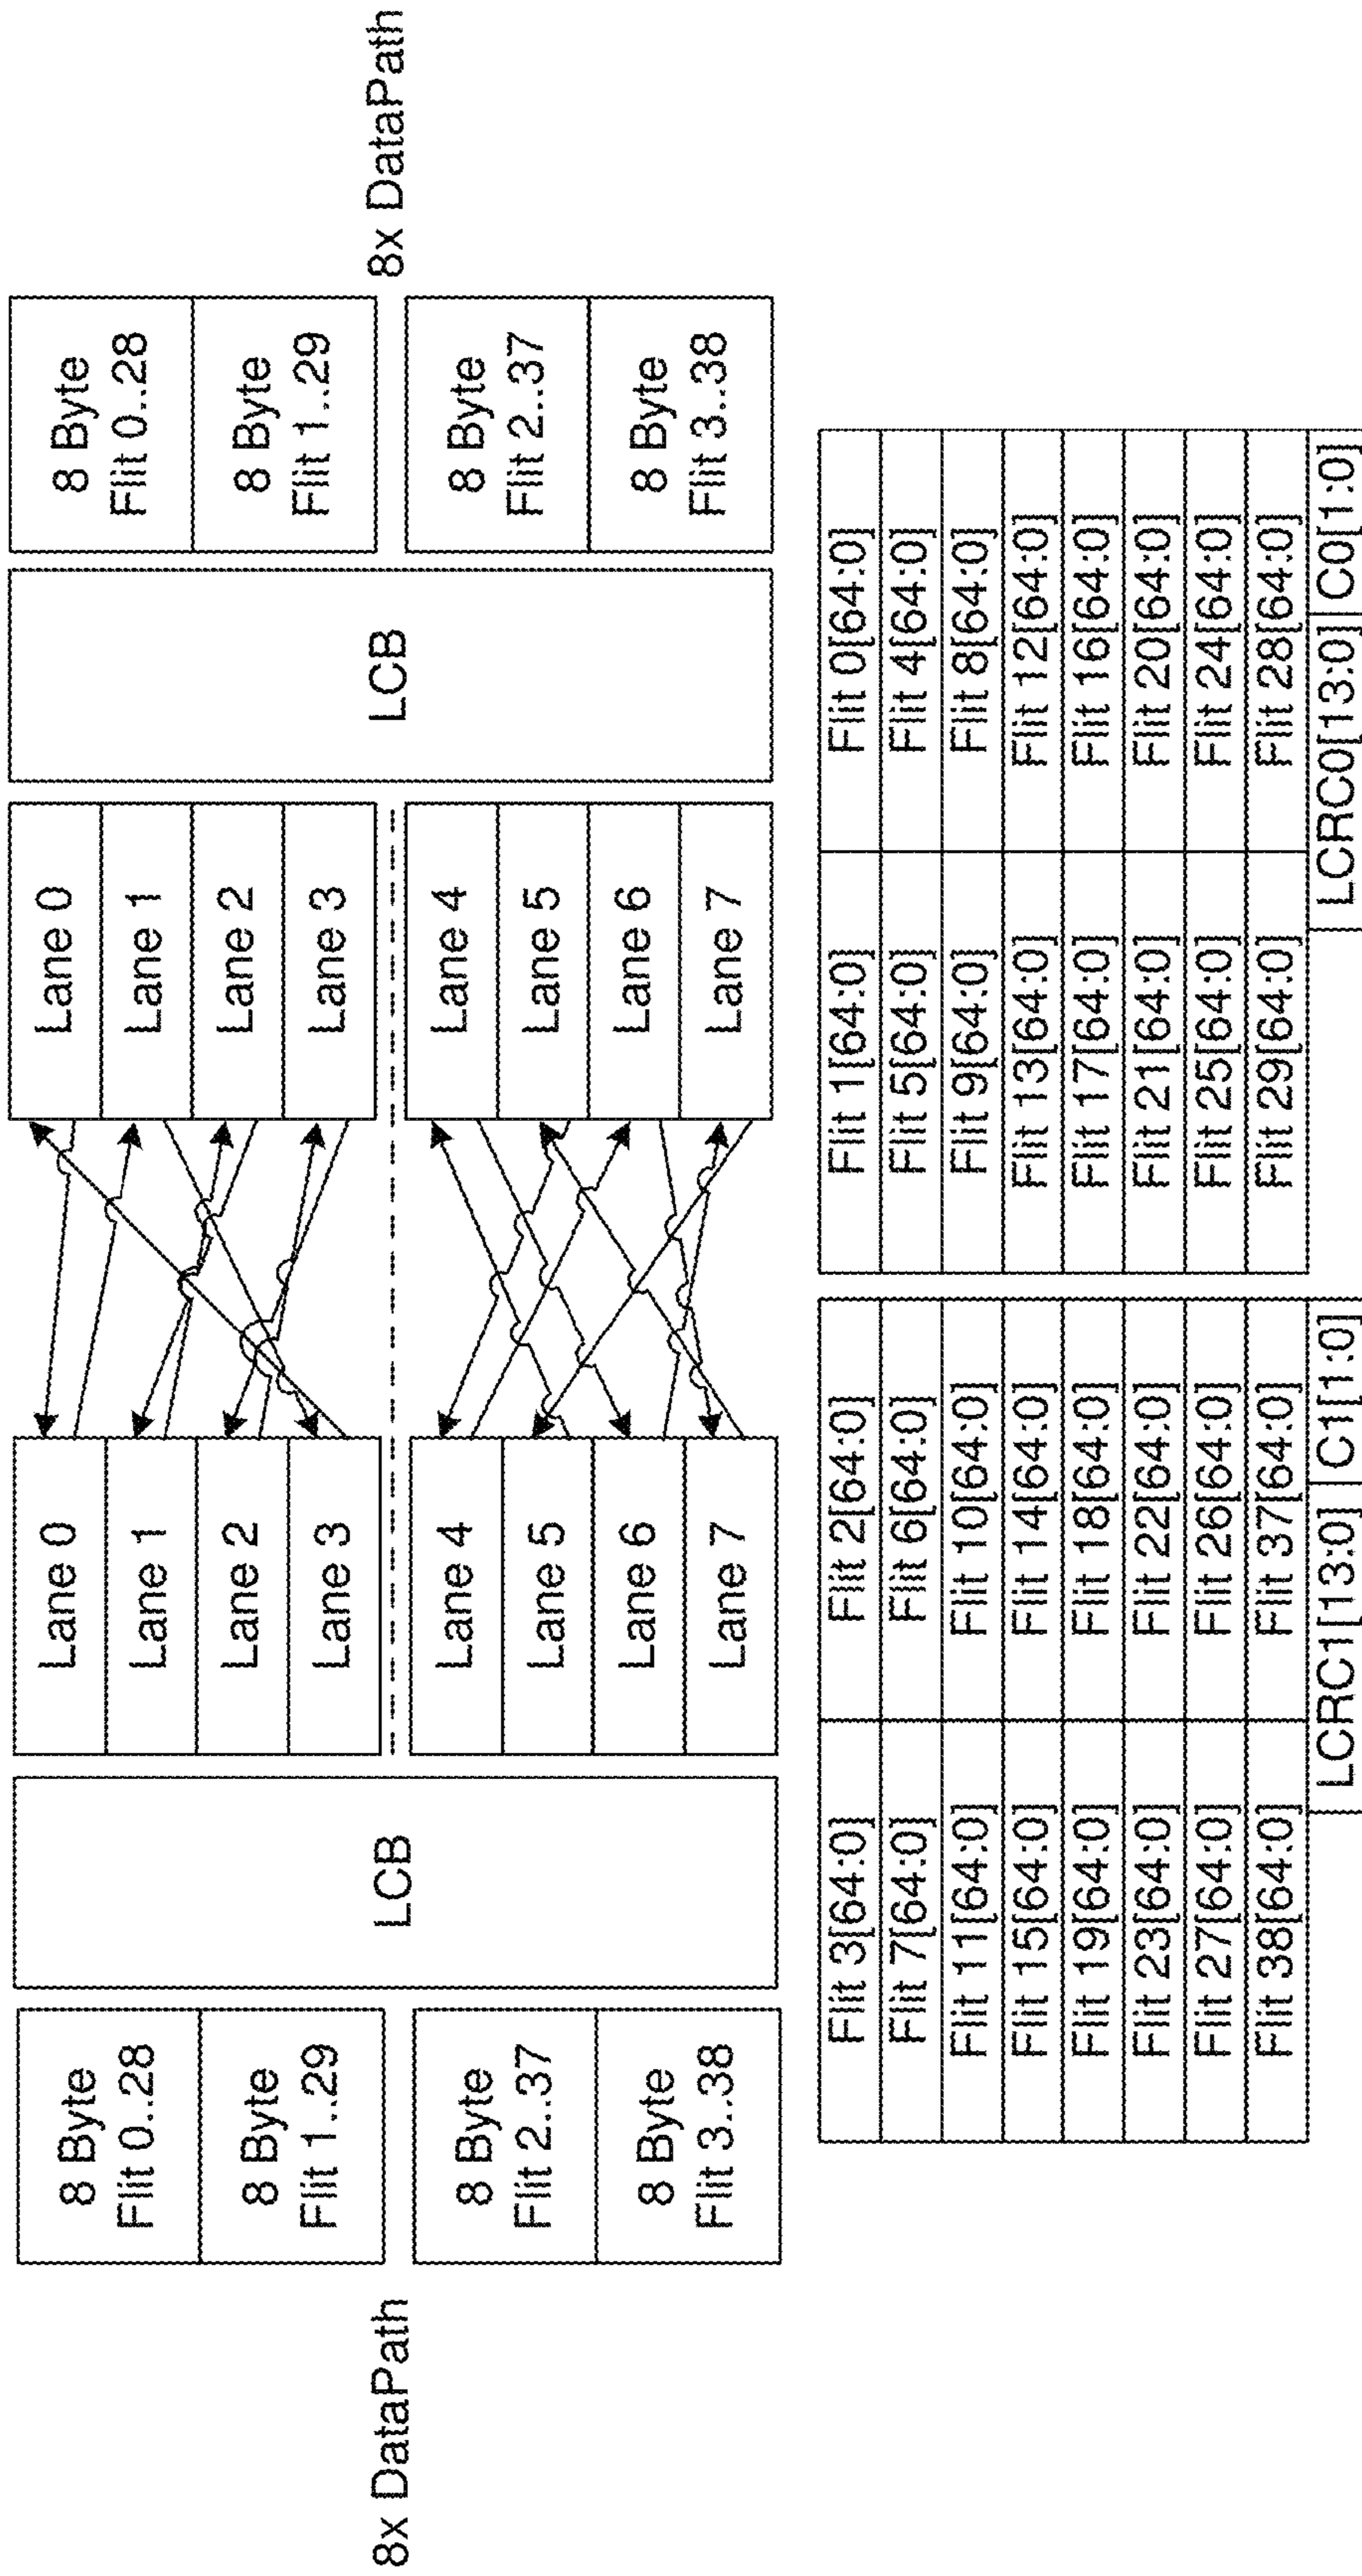 8x DataPath
8 Byte
Flit 0..28
8 Byte
Flit 1..29
8 Byte
Flit 2..37
8 Byte
Flit 3..38
LCB
Lane 0
Lane 1
Lane 2
Lane 3
Lane 4
Lane 5
Lane 6
Lane 7
Lane 0
Lane 1
Lane 2
Lane 3
Lane 4
Lane 5
Lane 6
Lane 7
LCB
8 Byte
Flit 0..28
8 Byte
Flit 1..29
8 Byte
Flit 2..37
8 Byte
Flit 3..38
8x DataPath
Flit 3[64:0] Flit 2[64:0]
Flit 7[64:0] Flit 6[64:0]
Flit 11[64:0] Flit 10[64:0]
Flit 15[64:0] Flit 14[64:0]
Flit 19[64:0] Flit 18[64:0]
Flit 23[64:0] Flit 22[64:0]
Flit 27[64:0] Flit 26[64:0]
Flit 38[64:0] Flit 37[64:0]
LCRC1[13:0] C1[1:0]
Flit 1[64:0] Flit 0[64:0]
Flit 5[64:0] Flit 4[64:0]
Flit 9[64:0] Flit 8[64:0]
Flit 13[64:0] Flit 12[64:0]
Flit 17[64:0] Flit 16[64:0]
Flit 21[64:0] Flit 20[64:0]
Flit 25[64:0] Flit 24[64:0]
Flit 29[64:0] Flit 28[64:0]
LCRC0[13:0] C0[1:0]